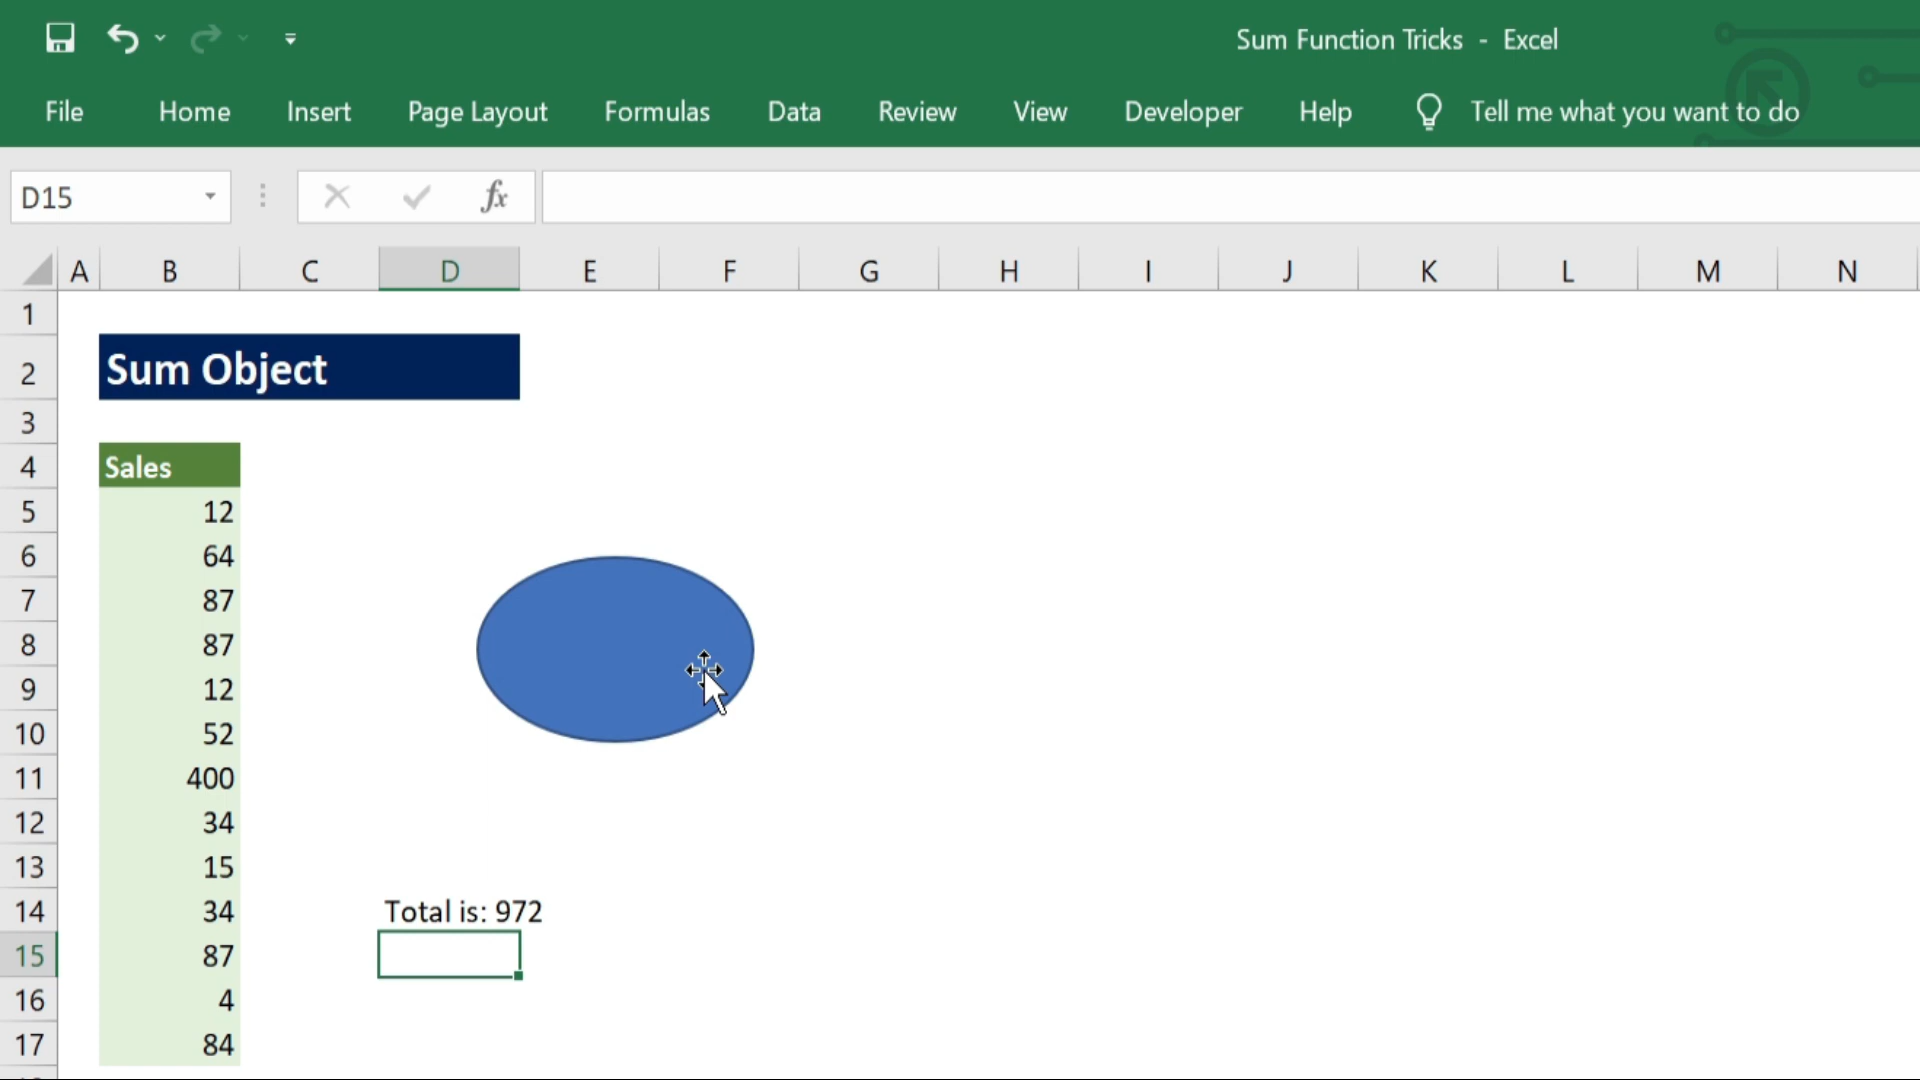 Sum Function Tricks - Excel
File Home Insert Page Layout Formulas Data Review View Developer Help Tell me what you want to do
D15 fx
A B C D E F G H I J K L M N
1
2 Sum Object
3
4 Sales
5 12
6 64
7 87
8 87
9 12
10 52
11 400
12 34
13 15
14 34 Total is: 972
15 87
16 4
17 84